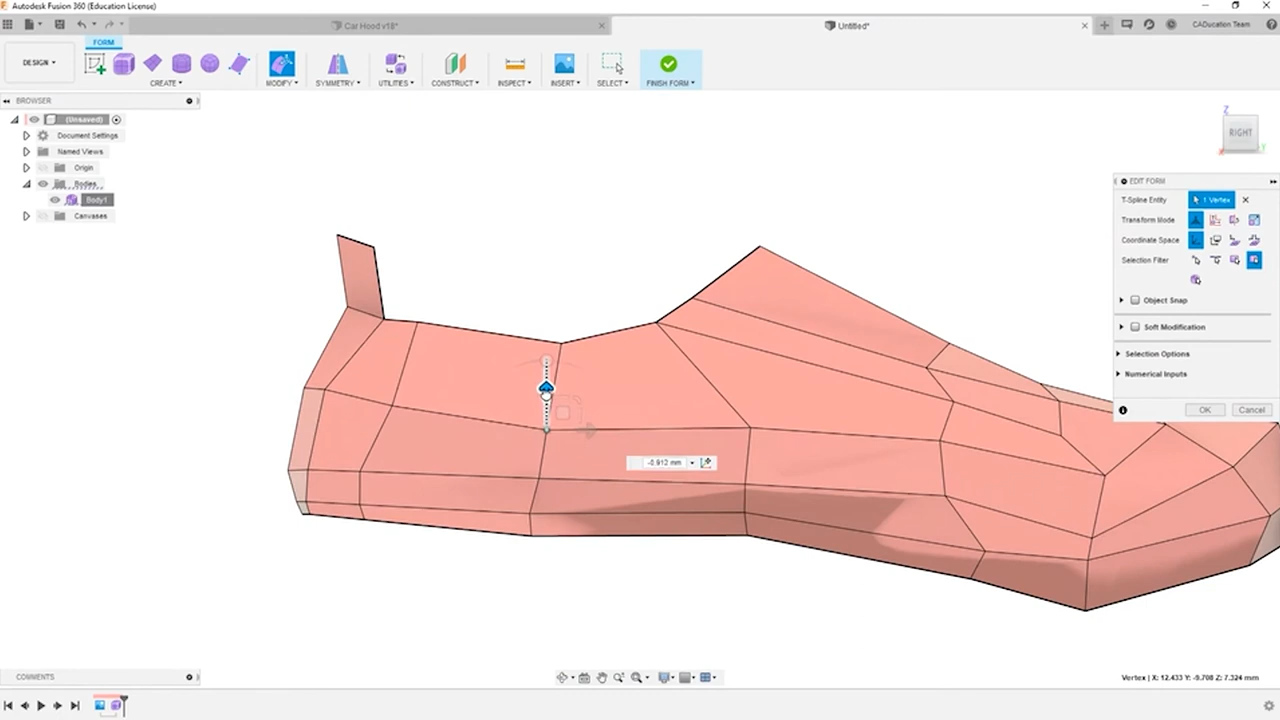 Autodesk Fusion 360 (Education License)
Car Hood v18*
Untitled*
CADucation Team
FORM
DESIGN
CREATE
MODIFY
SYMMETRY
UTILITIES
CONSTRUCT
INSPECT
INSERT
SELECT
FINISH FORM
BROWSER
(Unsaved)
Document Settings
Named Views
Origin
Bodies
Body1
Canvases
Z
RIGHT
X
Y
EDIT FORM
T-Spline Entity
1 Vertex
Transform Mode
Coordinate Space
Selection Filter
Object Snap
Soft Modification
Selection Options
Numerical Inputs
OK
Cancel
-0.912 mm
COMMENTS
Vertex | X: 12.433 Y: -9.708 Z: 7.324 mm